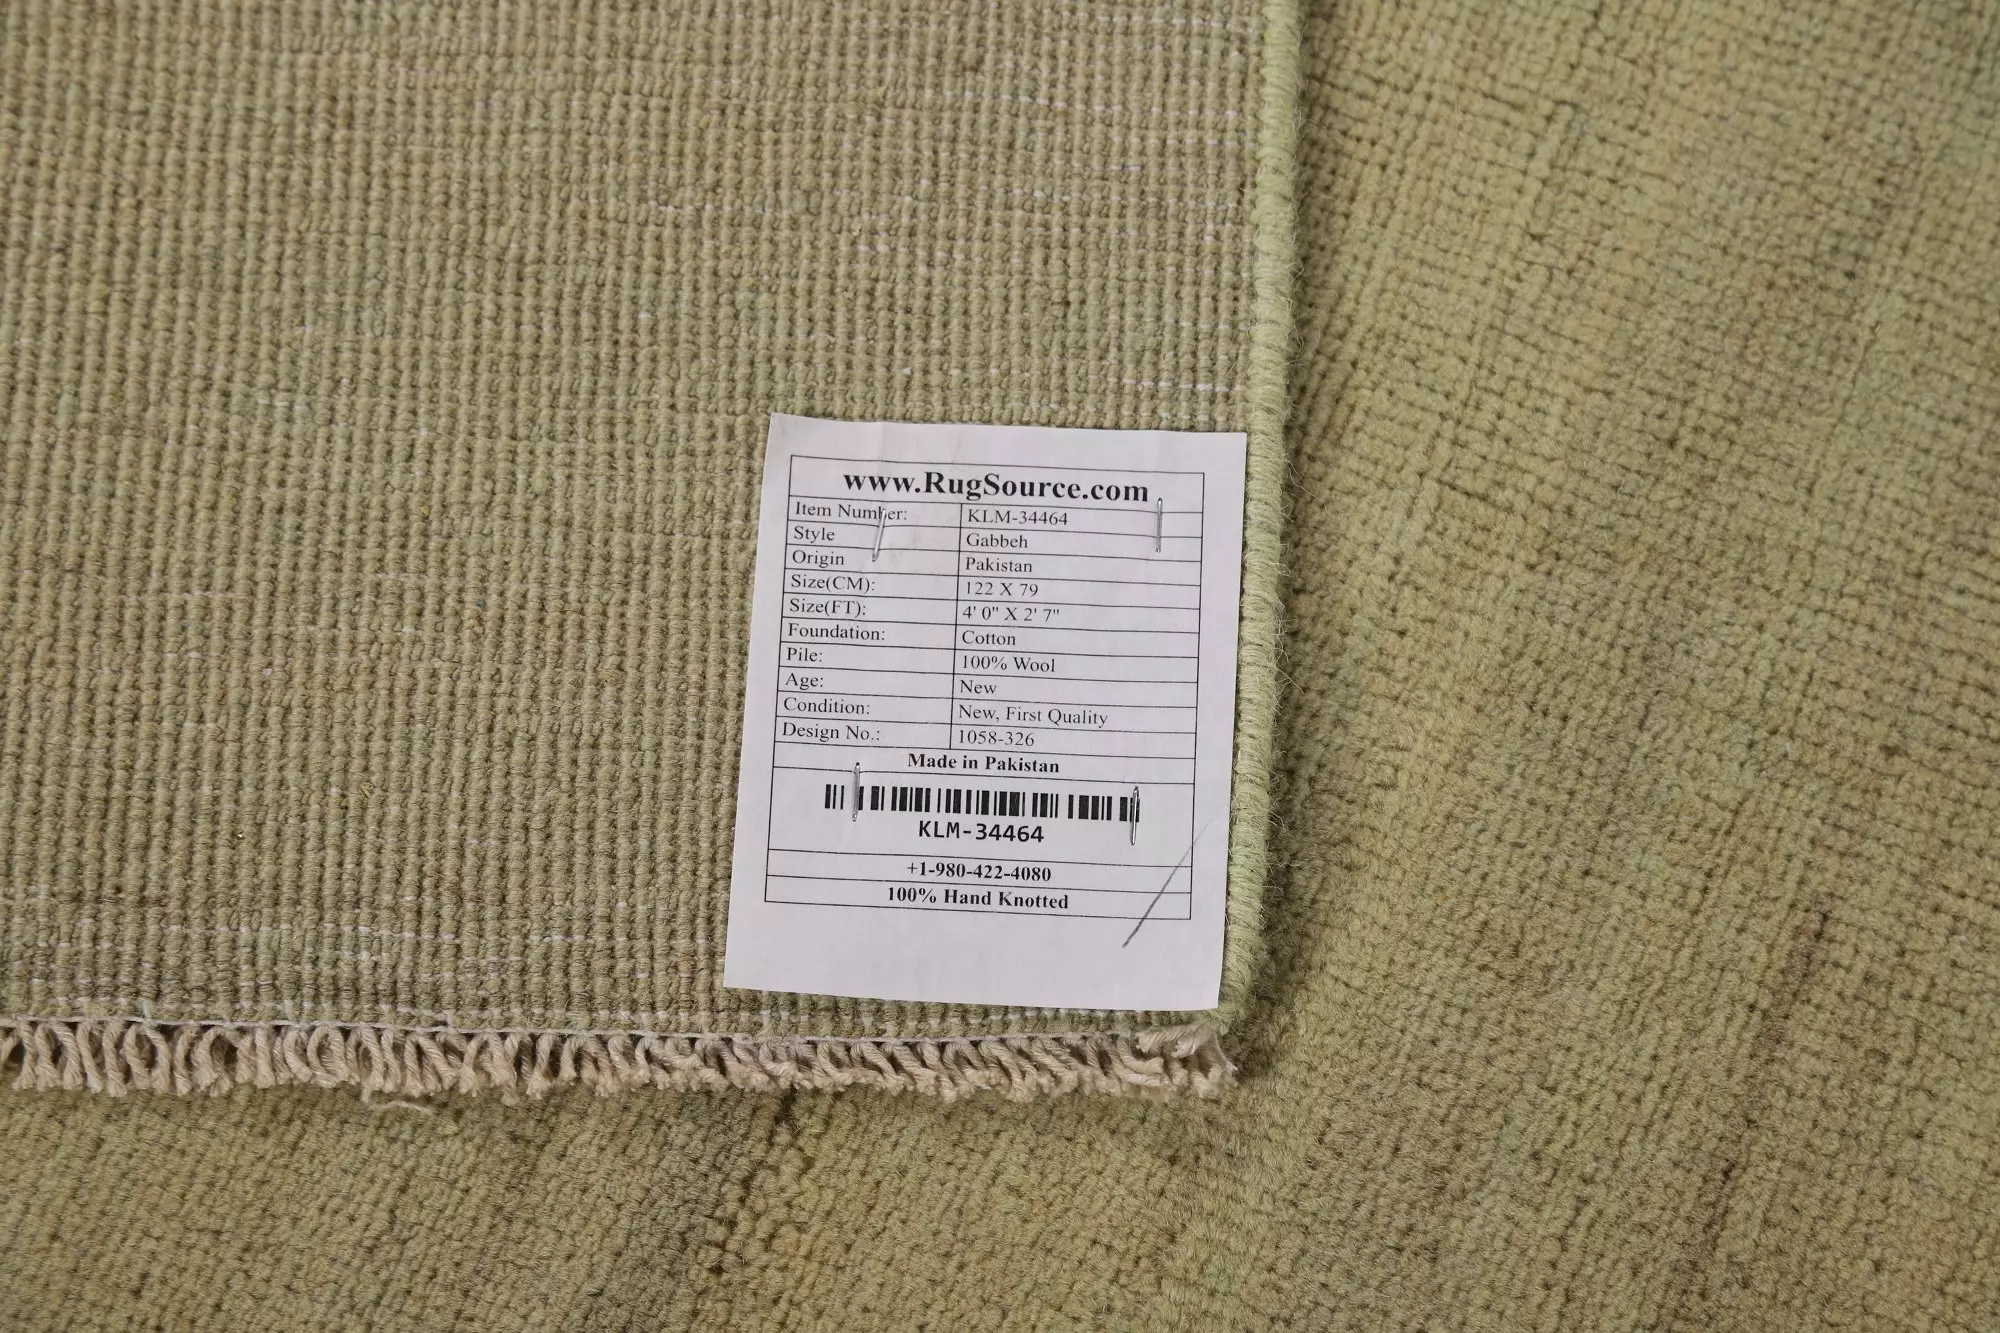 www.RugSource.com
Item Number: KLM-34464
Style Gabbeh
Origin Pakistan
Size(CM): 122 X 79
Size(FT): 4' 0" X 2' 7"
Foundation: Cotton
Pile: 100% Wool
Age: New
Condition: New, First Quality
Design No.: 1058-326
Made in Pakistan
KLM-34464
+1-980-422-4080
100% Hand Knotted